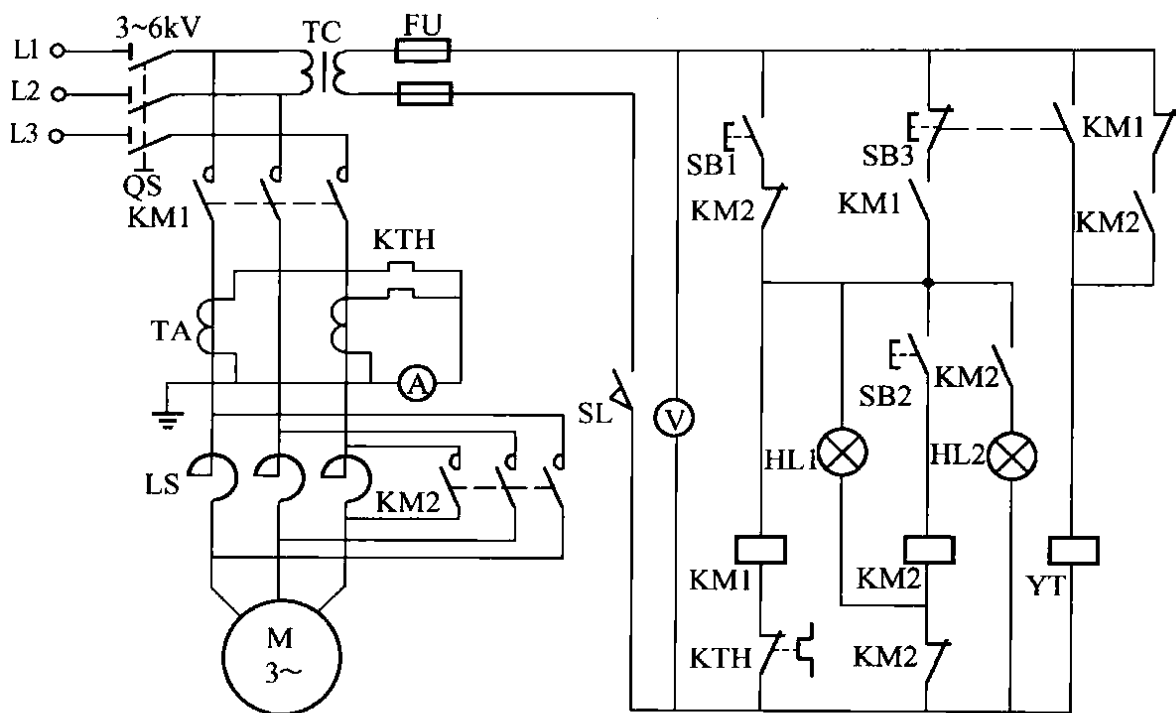 3~6kV
TC
FU
L1
L2
L3
QS
KM1
KTH
TA
A
LS
KM2
M
3~
SL
V
SB1
KM2
SB3
KM1
KM1
KM2
SB2
KM2
HL1
HL2
KM1
KM2
YT
KTH
KM2